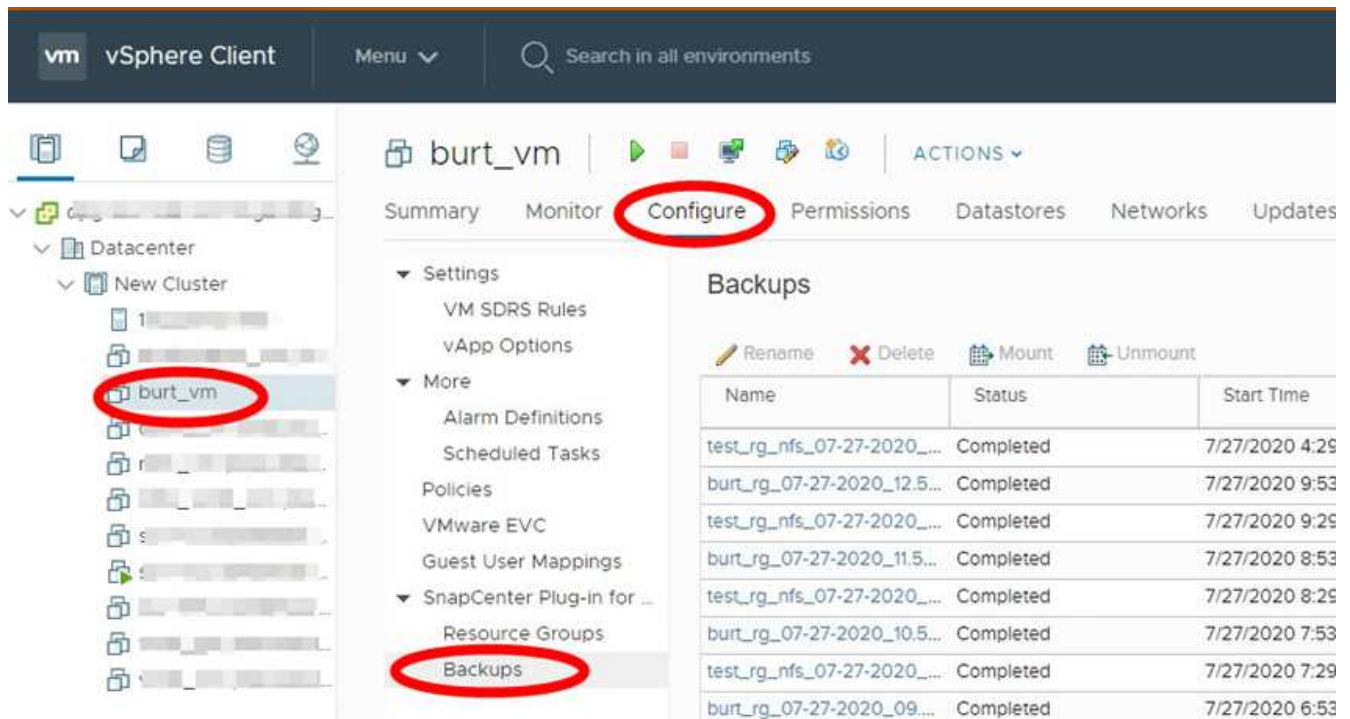 vm vSphere Client Menu Search in all environments
burt_vm ACTIONS
Summary Monitor Configure Permissions Datastores Networks Updates
Datacenter
New Cluster
burt_vm
Settings
VM SDRS Rules
vApp Options
More
Alarm Definitions
Scheduled Tasks
Policies
VMware EVC
Guest User Mappings
SnapCenter Plug-in for ...
Resource Groups
Backups
Backups
Rename Delete Mount Unmount
Name Status Start Time
test_rg_nfs_07-27-2020_... Completed 7/27/2020 4:29
burt_rg_07-27-2020_12.5... Completed 7/27/2020 9:53
test_rg_nfs_07-27-2020_... Completed 7/27/2020 9:29
burt_rg_07-27-2020_11.5... Completed 7/27/2020 8:53
test_rg_nfs_07-27-2020_... Completed 7/27/2020 8:29
burt_rg_07-27-2020_10.5... Completed 7/27/2020 7:53
test_rg_nfs_07-27-2020_... Completed 7/27/2020 7:29
burt_rg_07-27-2020_09.... Completed 7/27/2020 6:53